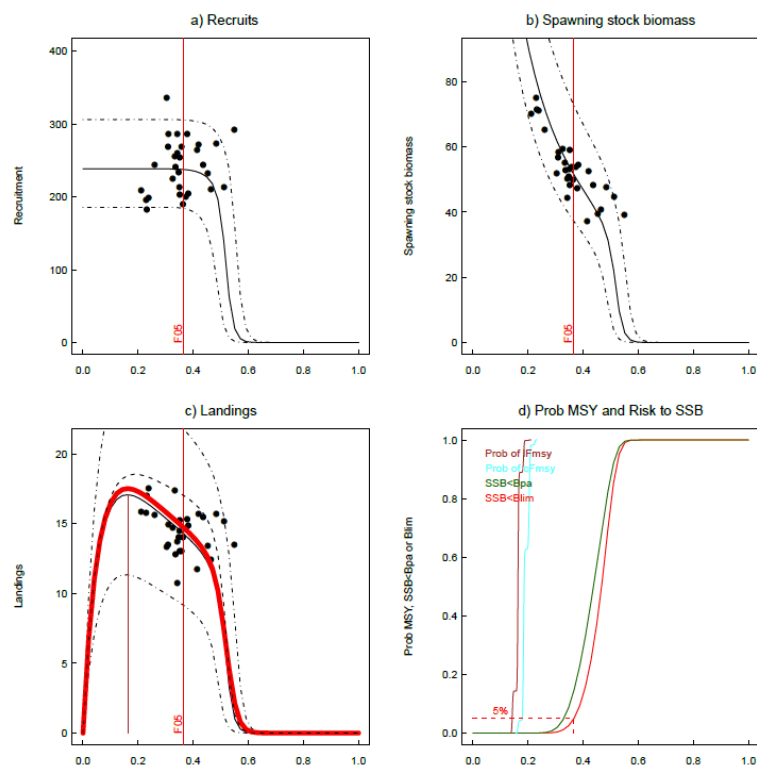 a) Recruits
400
300
200
100
0
Recruitment
F05
0.0 0.2 0.4 0.6 0.8 1.0
b) Spawning stock biomass
80
60
40
20
0
Spawning stock biomass
F05
0.0 0.2 0.4 0.6 0.8 1.0
c) Landings
20
15
10
5
0
Landings
F05
0.0 0.2 0.4 0.6 0.8 1.0
d) Prob MSY and Risk to SSB
1.0
0.8
0.6
0.4
0.2
0.0
Prob MSY, SSB<Bpa or Blim
Prob of lFmsy
Prob of cFmsy
SSB<Bpa
SSB<Blim
5%
0.0 0.2 0.4 0.6 0.8 1.0